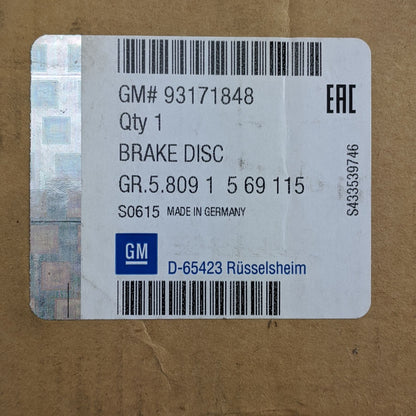 GM# 93171848
Qty 1
BRAKE DISC
GR.5.809 1 5 69 115
S0615 MADE IN GERMANY
GM
D-65423 Rüsselsheim
EAC
S433539746